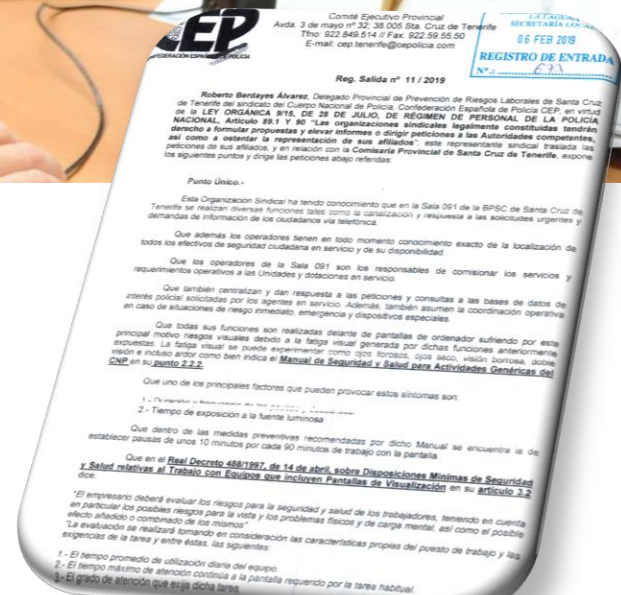 CEP
CONFEDERACIÓN ESPAÑOLA DE POLICÍA
Comité Ejecutivo Provincial
Avda. 3 de mayo nº 32; 38.005 Sta. Cruz de Tenerife
Tfno: 922.849.514 // Fax: 922.59.55.50
E-mail: cep.tenerife@cepolicia.com
LA LAGUNA
SECRETARÍA LOCAL
06 FEB 2019
REGISTRO DE ENTRADA
Nº.: 673
Reg. Salida nº 11 / 2019
Roberto Berdayes Álvarez, Delegado Provincial de Prevención de Riesgos Laborales de Santa Cruz
de Tenerife del sindicato del Cuerpo Nacional de Policía, Confederación Española de Policía CEP, en virtud
de la LEY ORGÁNICA 9/15, DE 28 DE JULIO, DE RÉGIMEN DE PERSONAL DE LA POLICÍA
NACIONAL, Artículo 89.1 Y 90 "Las organizaciones sindicales legalmente constituidas tendrán
derecho a formular propuestas y elevar informes o dirigir peticiones a las Autoridades competentes,
así como a ostentar la representación de sus afiliados", este representante sindical traslada las
peticiones de sus afiliados, y en relación con la Comisaría Provincial de Santa Cruz de Tenerife, expone
los siguientes puntos y dirige las peticiones abajo referidas:
Punto Único.-
Esta Organización Sindical ha tenido conocimiento que en la Sala 091 de la BPSC de Santa Cruz de
Tenerife se realizan diversas funciones tales como la canalización y respuesta a las solicitudes urgentes y
demandas de información de los ciudadanos vía telefónica.
Que además los operadores tienen en todo momento conocimiento exacto de la localización de
todos los efectivos de seguridad ciudadana en servicio y de su disponibilidad.
Que los operadores de la Sala 091 son los responsables de comisionar los servicios y
requerimientos operativos a las Unidades y dotaciones en servicio.
Que también centralizan y dan respuesta a las peticiones y consultas a las bases de datos de
interés policial solicitadas por los agentes en servicio. Además, también asumen la coordinación operativa
en caso de situaciones de riesgo inmediato, emergencia y dispositivos especiales.
Que todas sus funciones son realizadas delante de pantallas de ordenador sufriendo por este
principal motivo riesgos visuales debido a la fatiga visual generada por dichas funciones anteriormente
expuestas. La fatiga visual se puede experimentar como ojos llorosos, ojos seco, visión borrosa, doble
visión e incluso ardor como bien indica el Manual de Seguridad y Salud para Actividades Genéricas del
CNP en su punto 2.2.2.
Que uno de los principales factores que pueden provocar estos síntomas son:
1 - Duración y frecuencia de las
2 - Tiempo de exposición a la fuente luminosa
Que dentro de las medidas preventivas recomendadas por dicho Manual se encuentra la de
establecer pausas de unos 10 minutos por cada 90 minutos de trabajo con la pantalla.
Que en el Real Decreto 488/1997, de 14 de abril, sobre Disposiciones Mínimas de Seguridad
y Salud relativas al Trabajo con Equipos que incluyen Pantallas de Visualización en su artículo 3.2
dice:
"El empresario deberá evaluar los riesgos para la seguridad y salud de los trabajadores, teniendo en cuenta
en particular los posibles riesgos para la vista y los problemas físicos y de carga mental, así como el posible
efecto añadido o combinado de los mismos"
"La evaluación se realizará tomando en consideración las características propias del puesto de trabajo y las
exigencias de la tarea y entre éstas, las siguientes:
1.- El tiempo promedio de utilización diaria del equipo.
2.- El tiempo máximo de atención continua a la pantalla requerido por la tarea habitual.
3.- El grado de atención que exija dicha tarea.